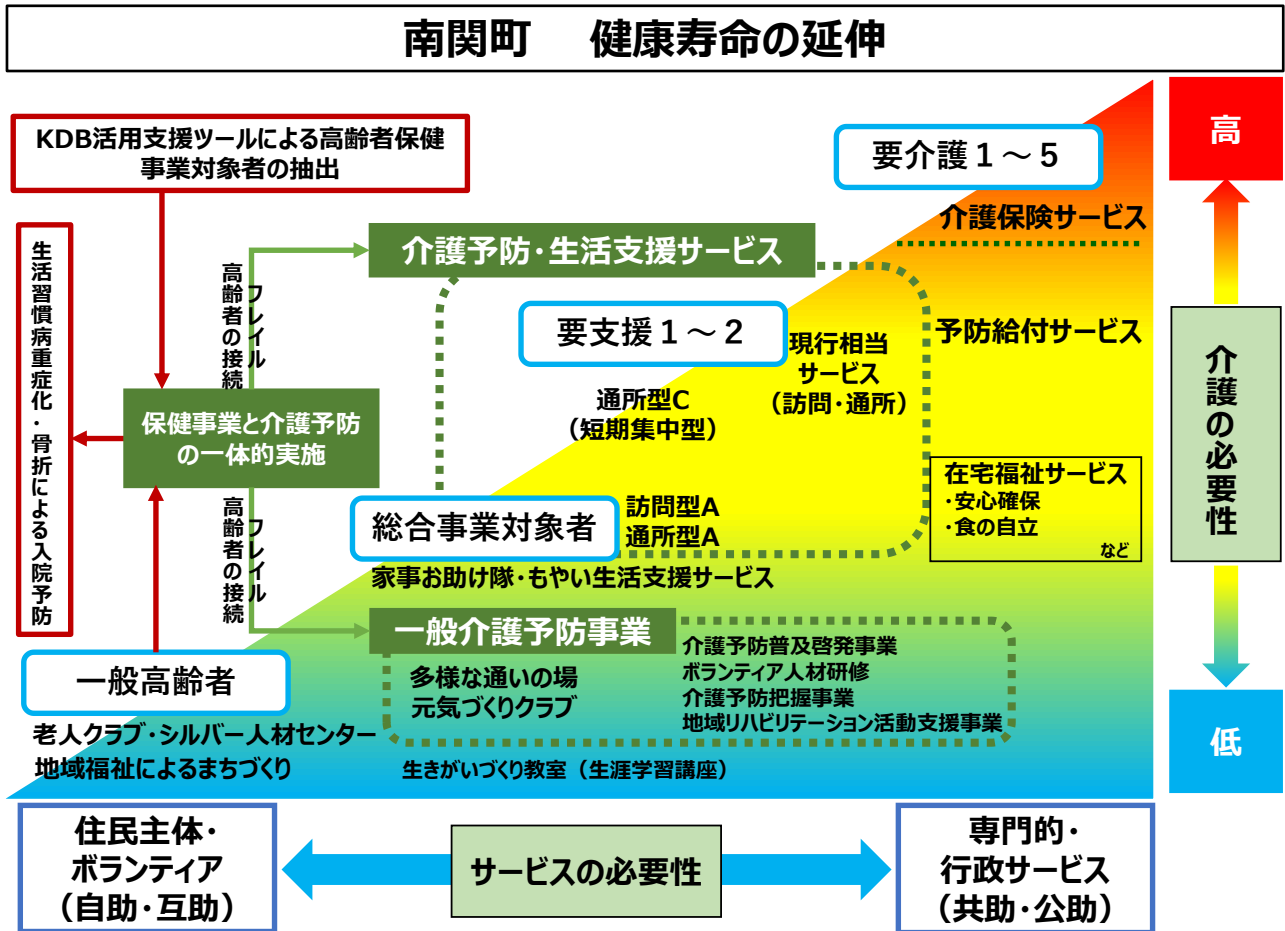 南関町　健康寿命の延伸
KDB活用支援ツールによる高齢者保健
事業対象者の抽出
高
要介護１～５
介護保険サービス
介護予防・生活支援サービス
生活習慣病重症化・骨折による入院予防
フレイル
高齢者の接続
要支援１～２
現行相当
サービス
（訪問・通所）
予防給付サービス
介護の必要性
通所型C
（短期集中型）
保健事業と介護予防
の一体的実施
在宅福祉サービス
・安心確保
・食の自立
など
フレイル
高齢者の接続
総合事業対象者
訪問型A
通所型A
家事お助け隊・もやい生活支援サービス
一般介護予防事業
介護予防普及啓発事業
ボランティア人材研修
介護予防把握事業
地域リハビリテーション活動支援事業
多様な通いの場
元気づくりクラブ
一般高齢者
老人クラブ・シルバー人材センター
地域福祉によるまちづくり
生きがいづくり教室（生涯学習講座）
低
住民主体・
ボランティア
（自助・互助）
サービスの必要性
専門的・
行政サービス
（共助・公助）